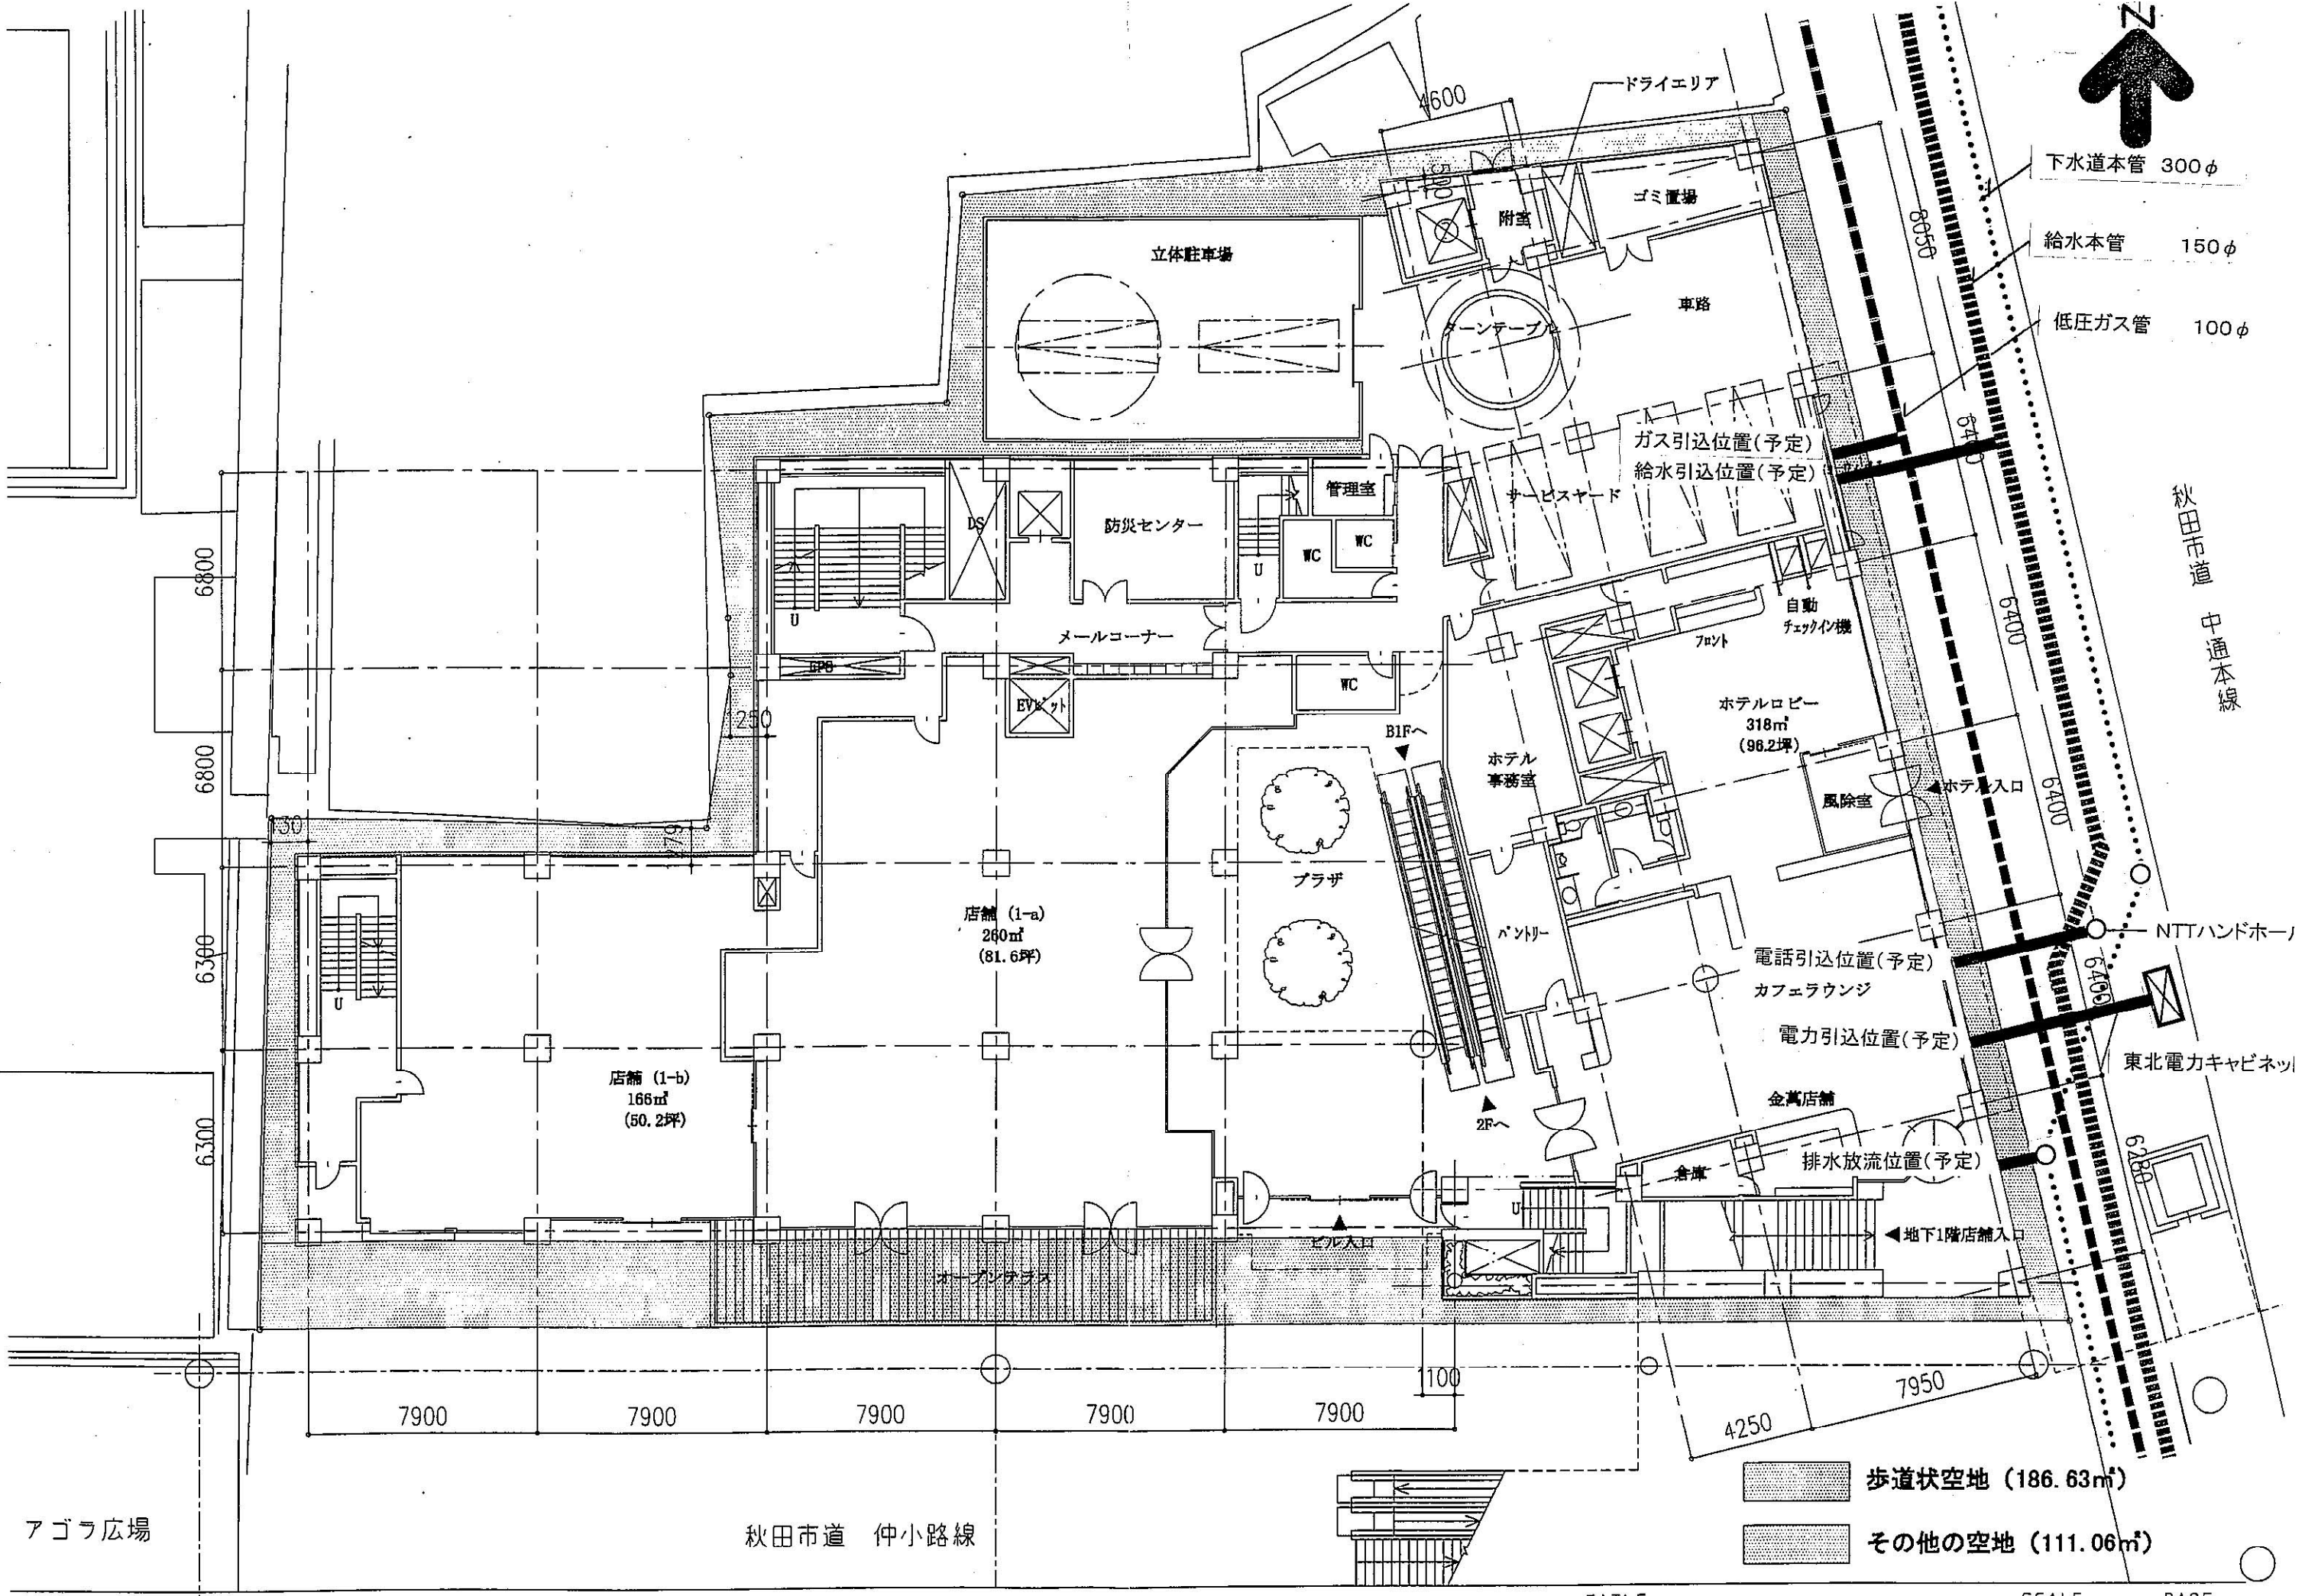 N
ドライエリア
4600
下水道本管 300φ
500
附室
ゴミ置場
8050
給水本管 150φ
立体駐車場
車路
ターンテーブル
低圧ガス管 100φ
6400
ガス引込位置(予定)
給水引込位置(予定)
管理室
サービスヤード
秋田市道 中通本線
DS
防災センター
WC
WC
6800
U
U
自動
チェックイン機
6400
メールコーナー
フロント
EPS
WC
EVピット
ホテルロビー
318㎡
(96.2坪)
1250
B1Fへ
6800
ホテル
事務室
風除室
◀ホテル入口
6400
130
プラザ
店舗 (1-a)
260㎡
(81.6坪)
パントリー
NTTハンドホール
6300
電話引込位置(予定)
6400
カフェラウンジ
U
電力引込位置(予定)
東北電力キャビネット
店舗 (1-b)
166㎡
(50.2坪)
金萬店舗
2Fへ
6300
6280
排水放流位置(予定)
倉庫
U
ビル入口
◀地下1階店舗入口
オープンテラス
1100
7900
7900
7900
7900
7900
7950
4250
歩道状空地 (186.63㎡)
アゴラ広場
秋田市道 仲小路線
その他の空地 (111.06㎡)